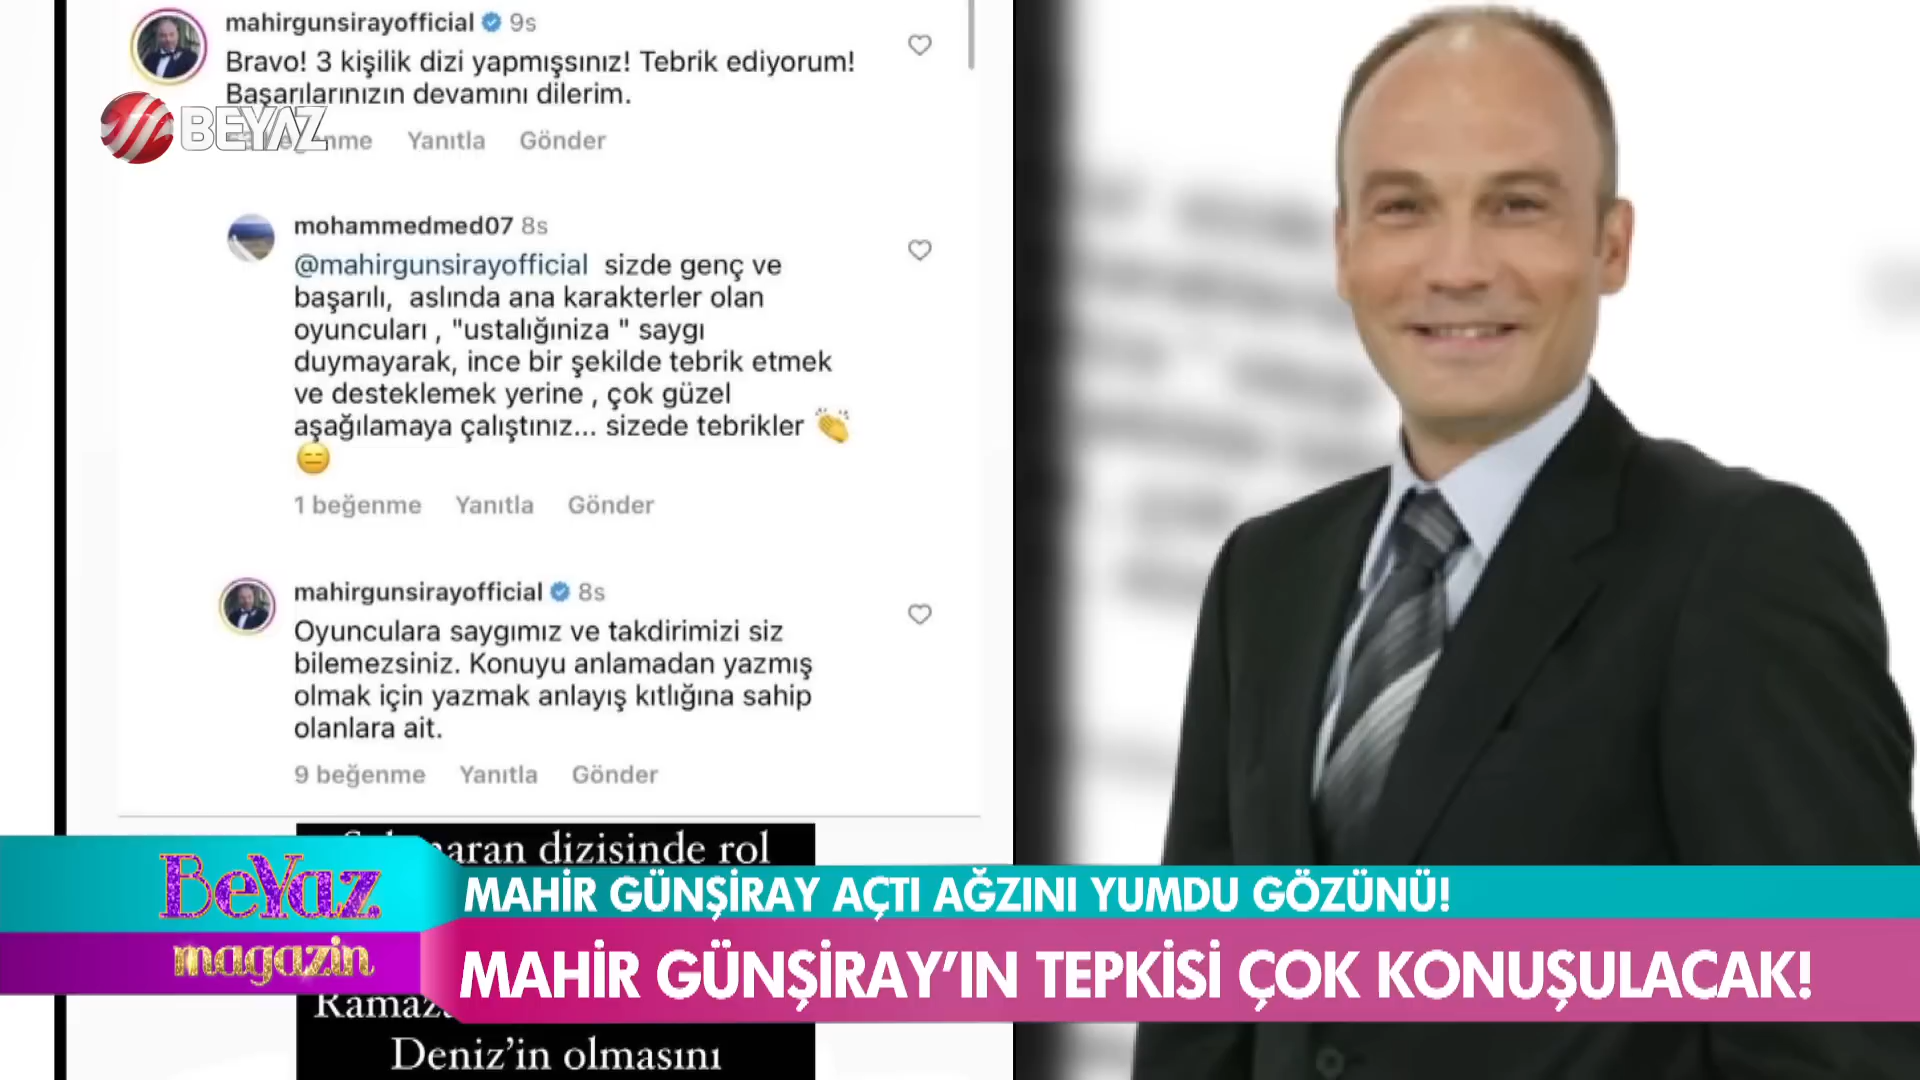 mahirgunsirayofficial 9s
Bravo! 3 kişilik dizi yapmışsınız! Tebrik ediyorum!
Başarılarınızın devamını dilerim.
BEYAZ
Yanıtla Gönder
mohammedmed07 8s
@mahirgunsirayofficial sizde genç ve
başarılı, aslında ana karakterler olan
oyuncuları , "ustalığıniza " saygı
duymayarak, ince bir şekilde tebrik etmek
ve desteklemek yerine , çok güzel
aşağılamaya çalıştınız... sizede tebrikler 👏
😑
1 beğenme Yanıtla Gönder
mahirgunsirayofficial 8s
Oyunculara saygımız ve takdirimizi siz
bilemezsiniz. Konuyu anlamadan yazmış
olmak için yazmak anlayış kıtlığına sahip
olanlara ait.
9 beğenme Yanıtla Gönder
dizisinde rol
BeYaz
magazin
MAHİR GÜNŞİRAY AÇTI AĞZINI YUMDU GÖZÜNÜ!
MAHİR GÜNŞİRAY'IN TEPKİSİ ÇOK KONUŞULACAK!
Deniz'in olmasını